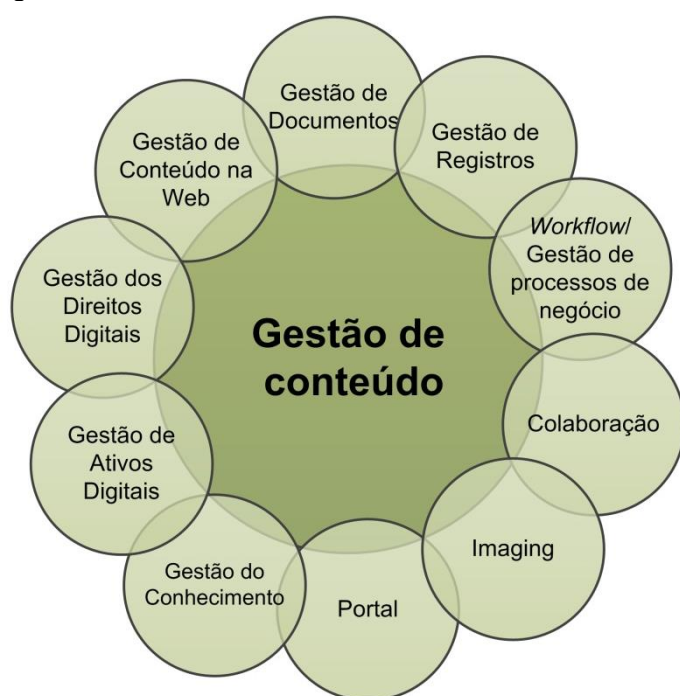 Gestão de
Documentos
Gestão de
Registros
Workflow/
Gestão de
processos de
negócio
Colaboração
Imaging
Portal
Gestão do
Conhecimento
Gestão de
Ativos
Digitais
Gestão dos
Direitos
Digitais
Gestão de
Conteúdo na
Web
Gestão de
conteúdo